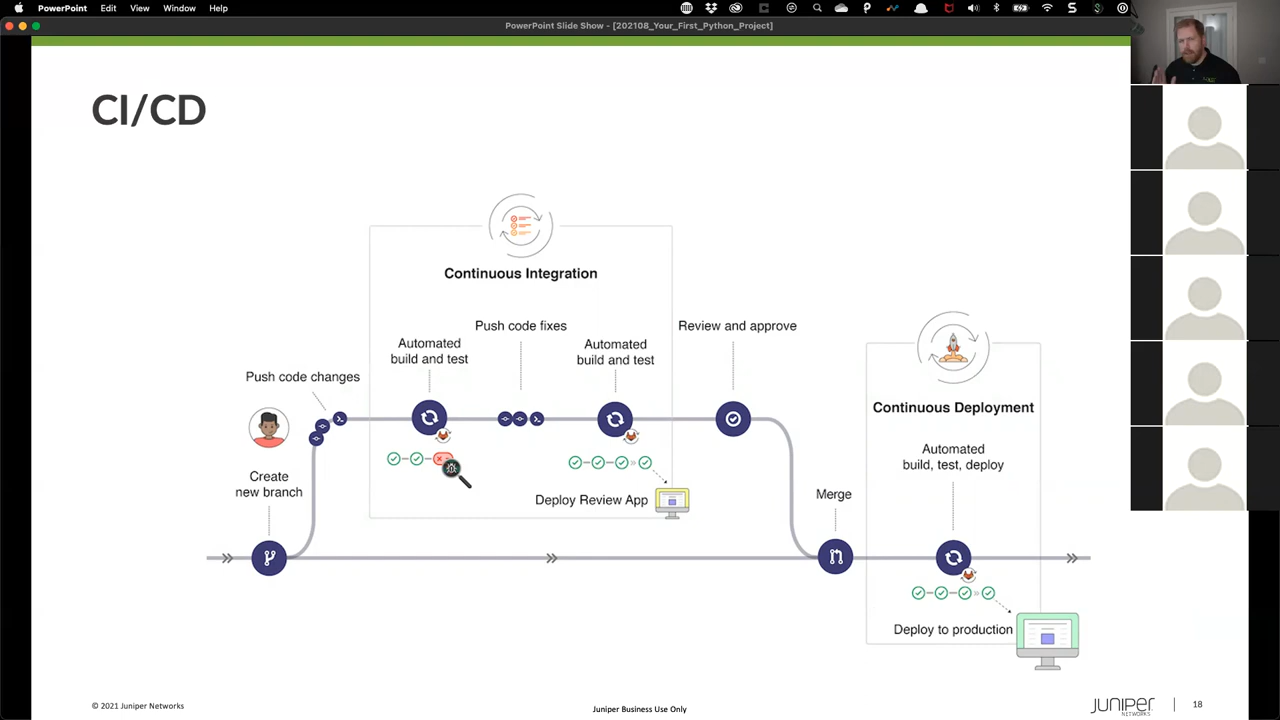 PowerPoint File Edit View Window Help
PowerPoint Slide Show - [202108_Your_First_Python_Project]
CI/CD
Continuous Integration
Push code fixes
Review and approve
Automated
build and test
Automated
build and test
Push code changes
Continuous Deployment
Automated
build, test, deploy
Create
new branch
Deploy Review App
Merge
Deploy to production
© 2021 Juniper Networks
Juniper Business Use Only
JUNIPER
NETWORKS
18